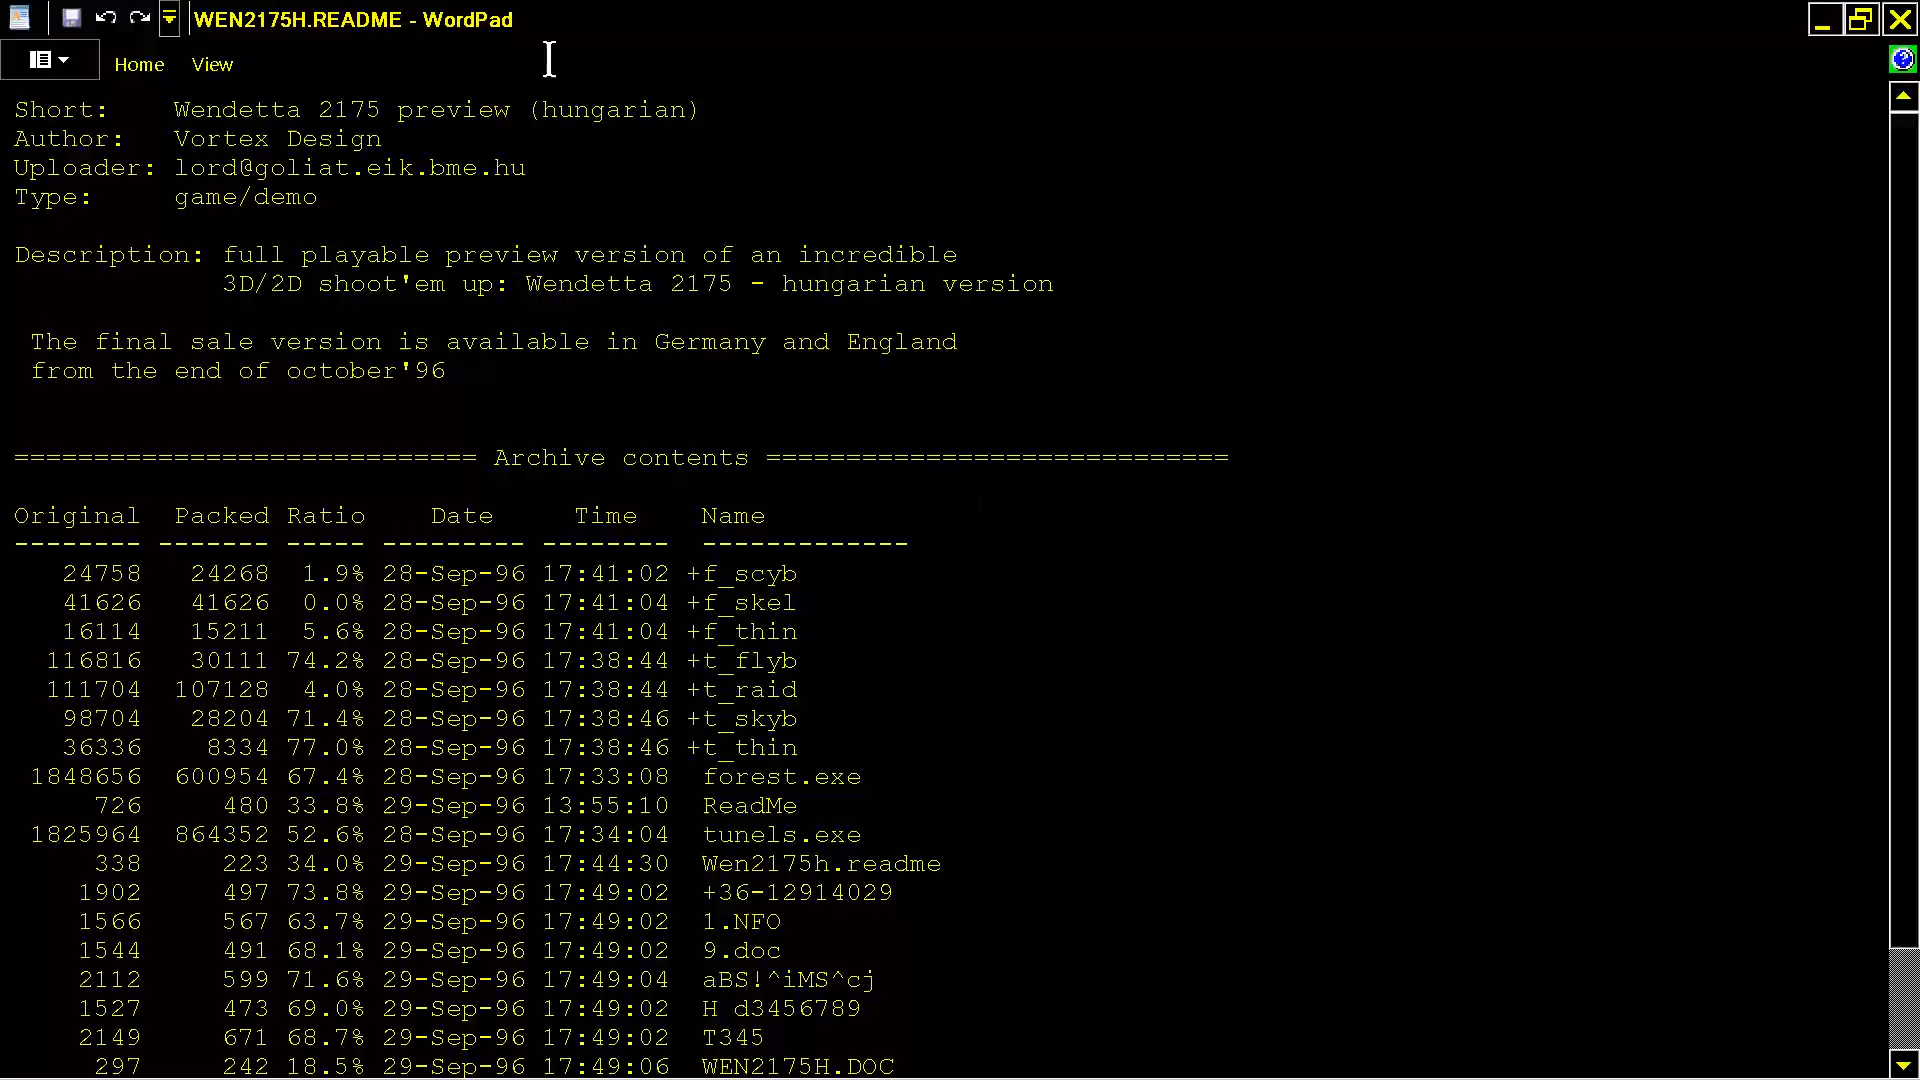 WEN2175H.README - WordPad
Home View
Short:    Wendetta 2175 preview (hungarian)
Author:   Vortex Design
Uploader: lord@goliat.eik.bme.hu
Type:     game/demo
Description: full playable preview version of an incredible
3D/2D shoot'em up: Wendetta 2175 - hungarian version
The final sale version is available in Germany and England
from the end of october'96
============================= Archive contents =============================
Original  Packed Ratio    Date     Time    Name
-------- ------- ----- --------- --------  -------------
24758   24268  1.9% 28-Sep-96 17:41:02 +f_scyb
41626   41626  0.0% 28-Sep-96 17:41:04 +f_skel
16114   15211  5.6% 28-Sep-96 17:41:04 +f_thin
116816   30111 74.2% 28-Sep-96 17:38:44 +t_flyb
111704  107128  4.0% 28-Sep-96 17:38:44 +t_raid
98704   28204 71.4% 28-Sep-96 17:38:46 +t_skyb
36336    8334 77.0% 28-Sep-96 17:38:46 +t_thin
1848656  600954 67.4% 28-Sep-96 17:33:08  forest.exe
726     480 33.8% 29-Sep-96 13:55:10  ReadMe
1825964  864352 52.6% 28-Sep-96 17:34:04  tunels.exe
338     223 34.0% 29-Sep-96 17:44:30  Wen2175h.readme
1902     497 73.8% 29-Sep-96 17:49:02  +36-12914029
1566     567 63.7% 29-Sep-96 17:49:02  1.NFO
1544     491 68.1% 29-Sep-96 17:49:02  9.doc
2112     599 71.6% 29-Sep-96 17:49:04  aBS!^iMS^cj
1527     473 69.0% 29-Sep-96 17:49:02  H d3456789
2149     671 68.7% 29-Sep-96 17:49:02  T345
297     242 18.5% 29-Sep-96 17:49:06  WEN2175H.DOC